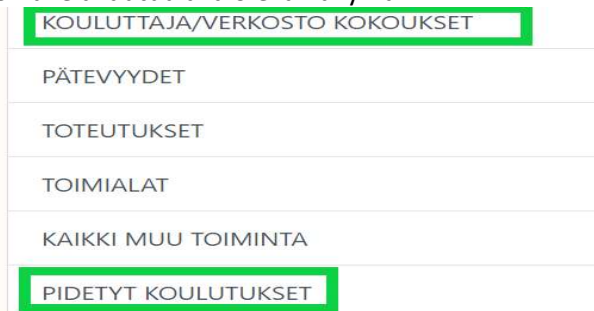 KOULUTTAJA/VERKOSTO KOKOUKSET
PÄTEVYYDET
TOTEUTUKSET
TOIMIALAT
KAIKKI MUU TOIMINTA
PIDETYT KOULUTUKSET